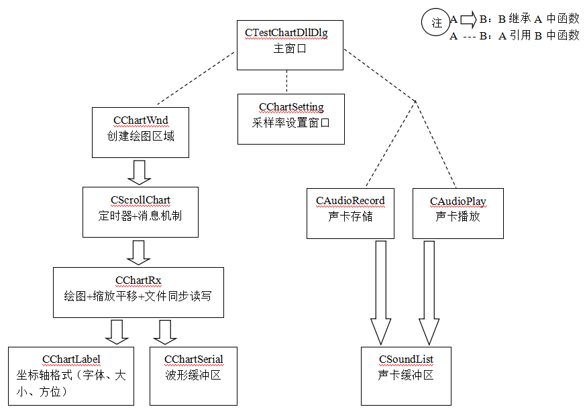 CTestChartDllDlg
主窗口
注
A B：B 继承 A 中函数
A B：A 引用 B 中函数
CChartWnd
创建绘图区域
CChartSetting
采样率设置窗口
CScrollChart
定时器+消息机制
CAudioRecord
声卡存储
CAudioPlay
声卡播放
CChartRx
绘图+缩放平移+文件同步读写
CChartLabel
坐标轴格式（字体、大
小、方位）
CChartSerial
波形缓冲区
CSoundList
声卡缓冲区